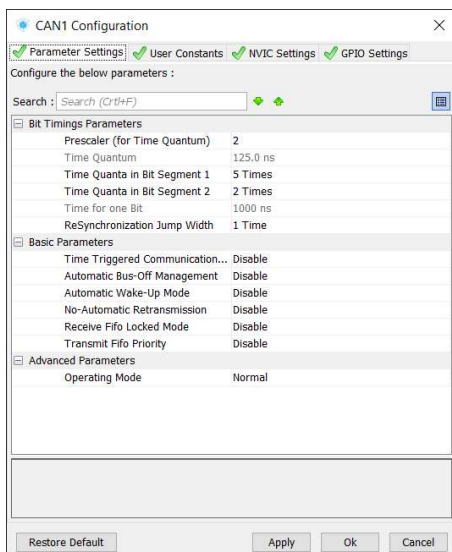 CAN1 Configuration
Parameter Settings User Constants NVIC Settings GPIO Settings
Configure the below parameters :
Search : Search (Crtl+F)
Bit Timings Parameters
Prescaler (for Time Quantum) 2
Time Quantum 125.0 ns
Time Quanta in Bit Segment 1 5 Times
Time Quanta in Bit Segment 2 2 Times
Time for one Bit 1000 ns
ReSynchronization Jump Width 1 Time
Basic Parameters
Time Triggered Communication... Disable
Automatic Bus-Off Management Disable
Automatic Wake-Up Mode Disable
No-Automatic Retransmission Disable
Receive Fifo Locked Mode Disable
Transmit Fifo Priority Disable
Advanced Parameters
Operating Mode Normal
Restore Default Apply Ok Cancel